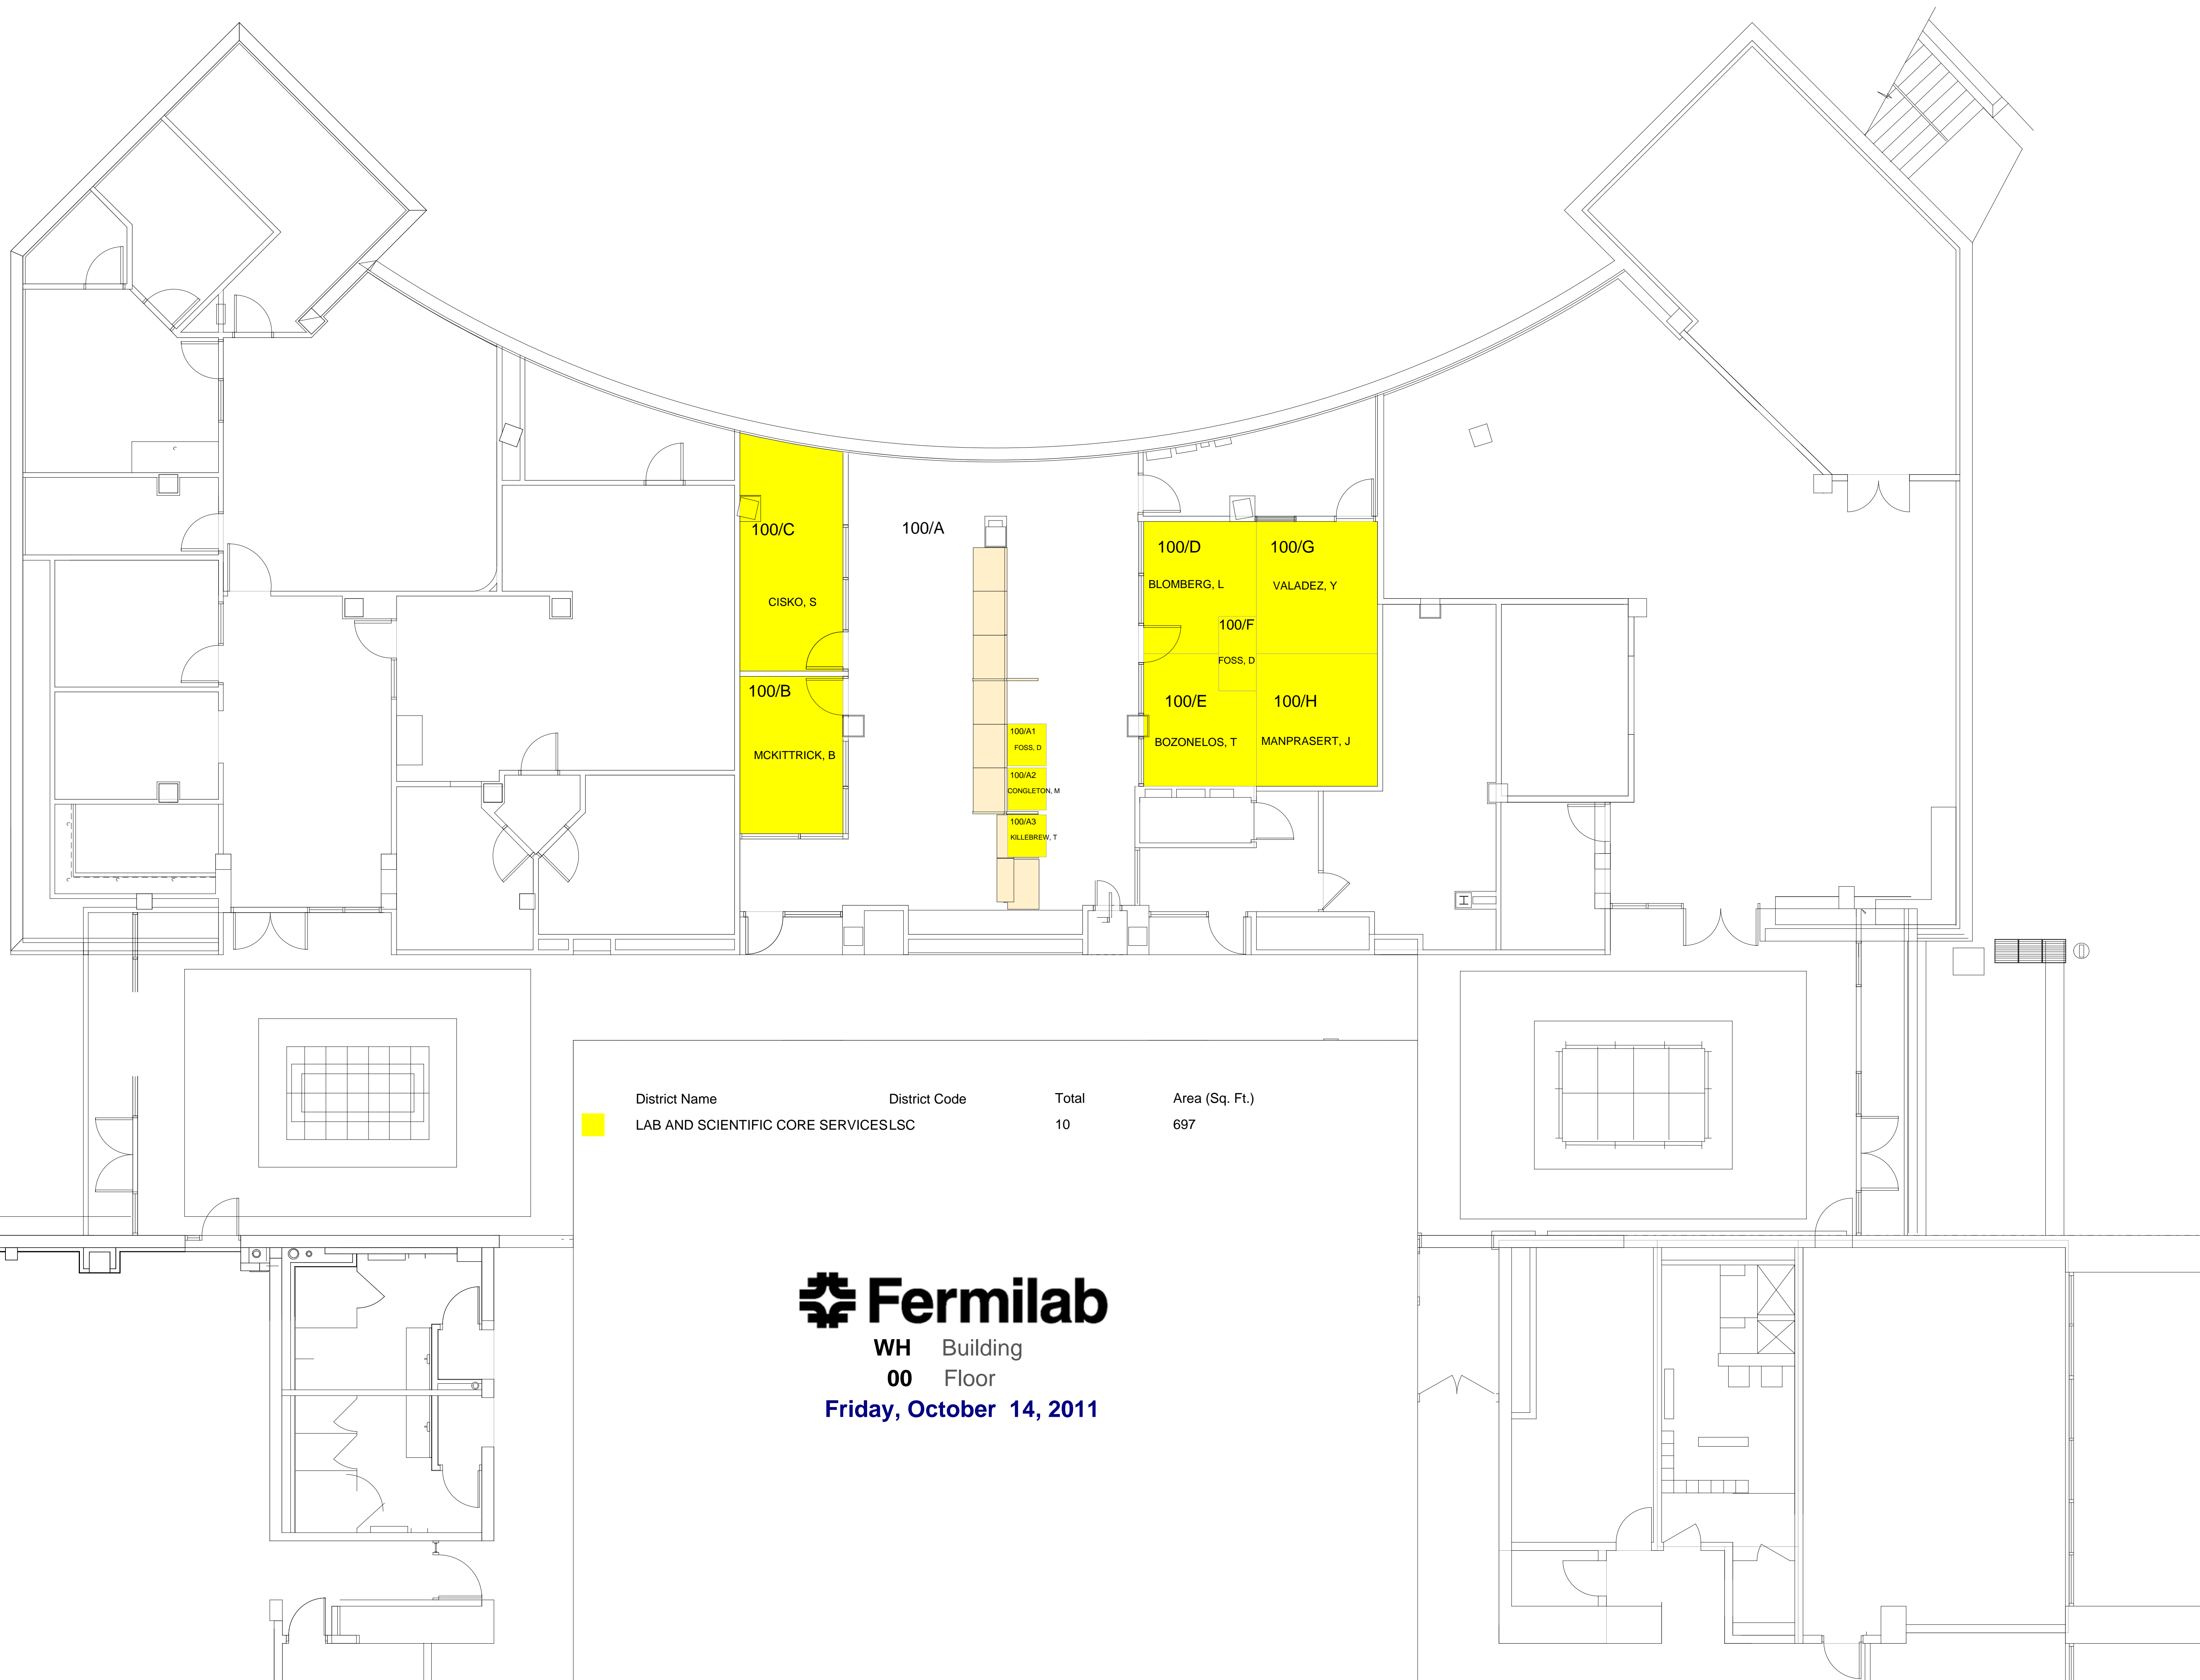 100/C
100/A
100/D
100/G
BLOMBERG, L
VALADEZ, Y
CISKO, S
100/F
FOSS, D
100/B
100/E
100/H
MCKITTRICK, B
BOZONELOS, T
MANPRASERT, J
100/A1
FOSS, D
100/A2
CONGLETON, M
100/A3
KILLEBREW, T
District Name District Code Total Area (Sq. Ft.)
LAB AND SCIENTIFIC CORE SERVICES LSC 10 697
Fermilab
WH Building
00 Floor
Friday, October 14, 2011